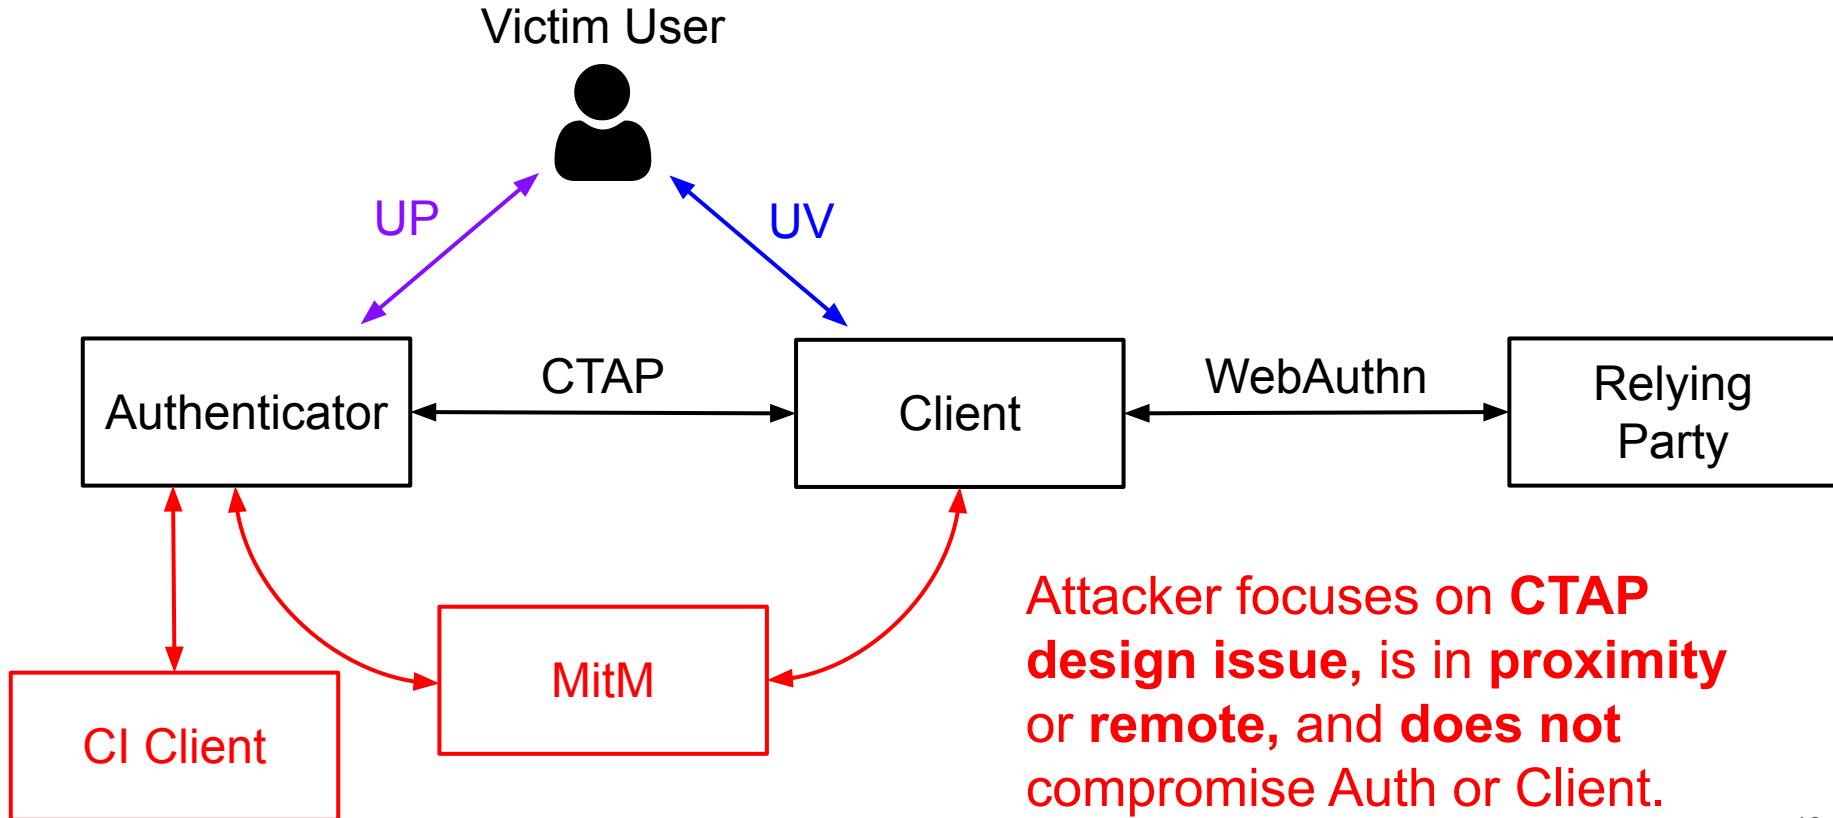 Victim User
UP
UV
Authenticator
CTAP
Client
WebAuthn
Relying
Party
CI Client
MitM
Attacker focuses on CTAP
design issue, is in proximity
or remote, and does not
compromise Auth or Client.